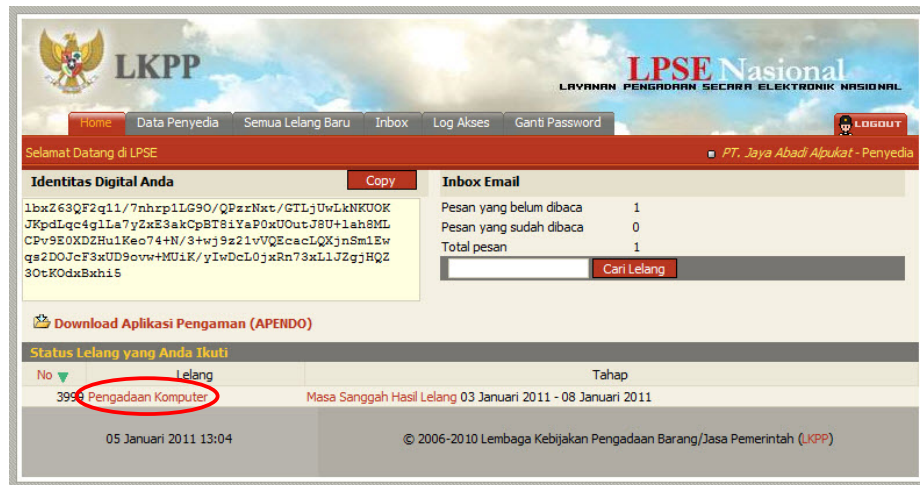 LKPP
LPSE Nasional
LAYANAN PENGADAAN SECARA ELEKTRONIK NASIONAL
Home Data Penyedia Semua Lelang Baru Inbox Log Akses Ganti Password LOGOUT
Selamat Datang di LPSE PT. Jaya Abadi Alpukat - Penyedia
Identitas Digital Anda Copy Inbox Email
lbxZ63QF2q11/7nhrp1LG9O/QPzrNxt/GTLjUwLkNKUOK
JKpdLqc4glLa7yZxE3akCpBT8iYaP0xUOutJ8U+lah8ML
CPv9E0XDZHulKeo74+N/3+wj9z21vVQEcacLQXjnSmlEw
qs2DOJcF3xUD9ovw+MUiK/yIwDcL0jxRn73xLlJZgjHQZ
3OtKOdxBxhi5
Pesan yang belum dibaca 1
Pesan yang sudah dibaca 0
Total pesan 1
Cari Lelang
Download Aplikasi Pengaman (APENDO)
Status Lelang yang Anda Ikuti
No Lelang Tahap
3999 Pengadaan Komputer Masa Sanggah Hasil Lelang 03 Januari 2011 - 08 Januari 2011
05 Januari 2011 13:04 © 2006-2010 Lembaga Kebijakan Pengadaan Barang/Jasa Pemerintah (LKPP)